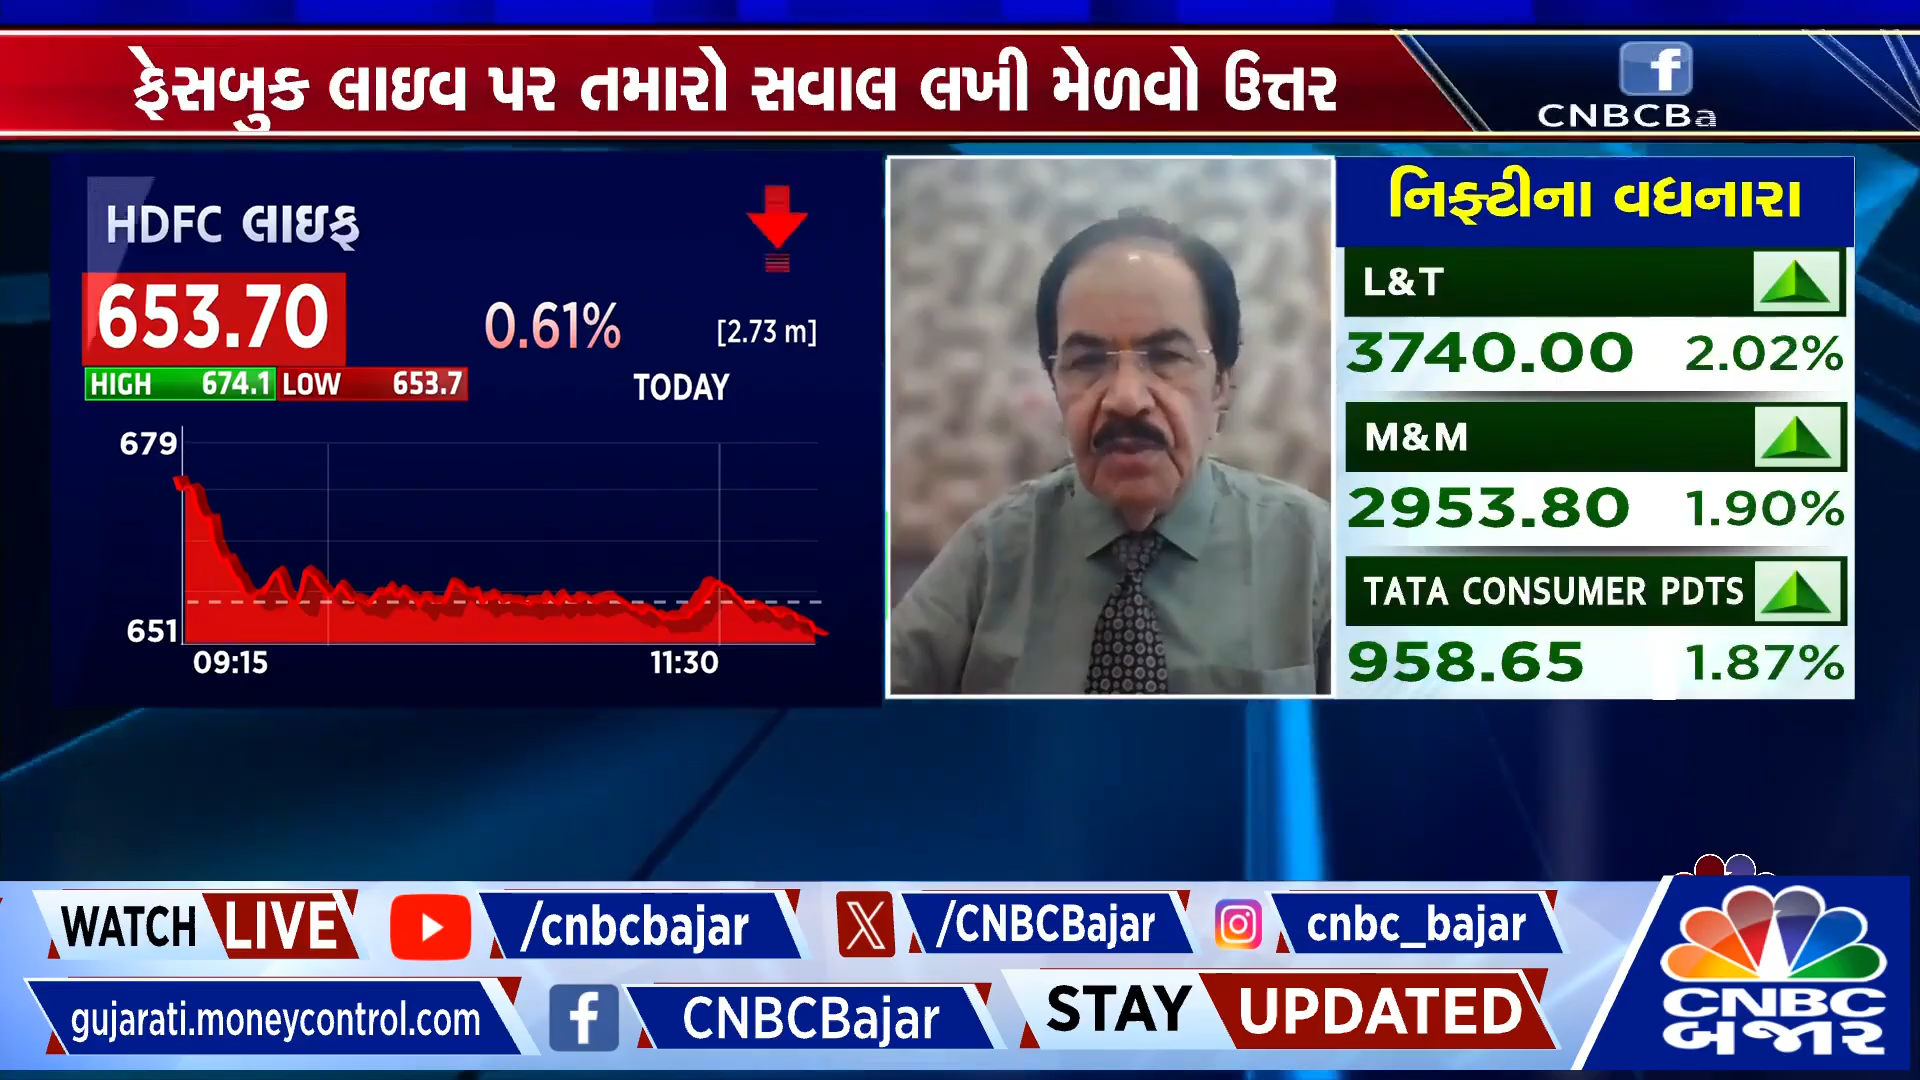 ફેસબુક લાઇવ પર તમારો સવાલ લખી મેળવો ઉત્તર
f
CNBCBa
HDFC લાઇફ
653.70
0.61%
[2.73 m]
HIGH 674.1 LOW 653.7
TODAY
679
651
09:15 11:30
નિફ્ટીના વધનારા
L&T
3740.00 2.02%
M&M
2953.80 1.90%
TATA CONSUMER PDTS
958.65 1.87%
WATCH LIVE /cnbcbajar X /CNBCBajar cnbc_bajar
gujarati.moneycontrol.com f CNBCBajar STAY UPDATED
CNBC
બજાર